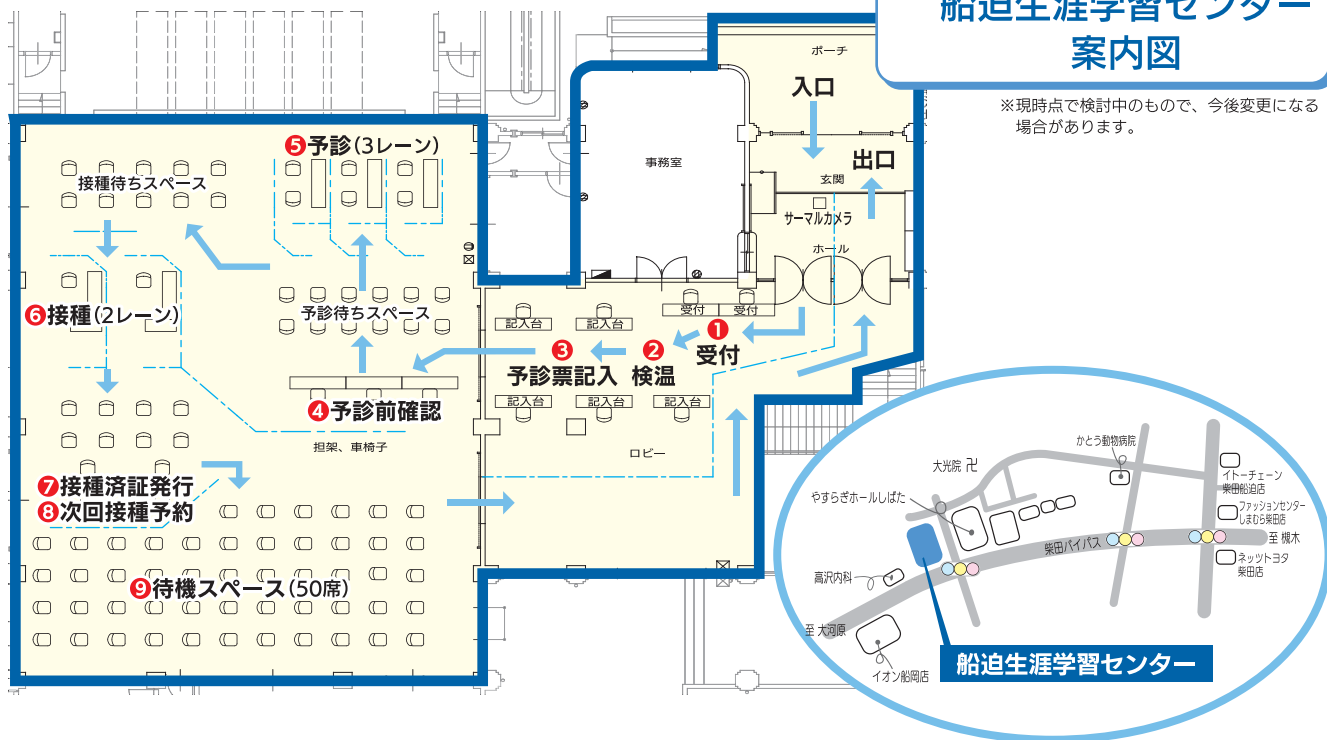 船迫生涯学習センター
案内図
※現時点で検討中のもので、今後変更になる
場合があります。
ポーチ
入口
出口
玄関
サーマルカメラ
ホール
事務室
受付
受付
❶
受付
❷
検温
❸
予診票記入
記入台
記入台
記入台
記入台
記入台
ロビー
❹予診前確認
担架、車椅子
予診待ちスペース
❺予診(3レーン)
接種待ちスペース
❻接種(2レーン)
❼接種済証発行
❽次回接種予約
❾待機スペース(50席)
かとう動物病院
大光院 卍
イトーチェーン
柴田船迫店
やすらぎホールしばた
ファッションセンター
しまむら柴田店
柴田バイパス
至 槻木
ネッツトヨタ
柴田店
高沢内科
至 大河原
イオン船岡店
船迫生涯学習センター